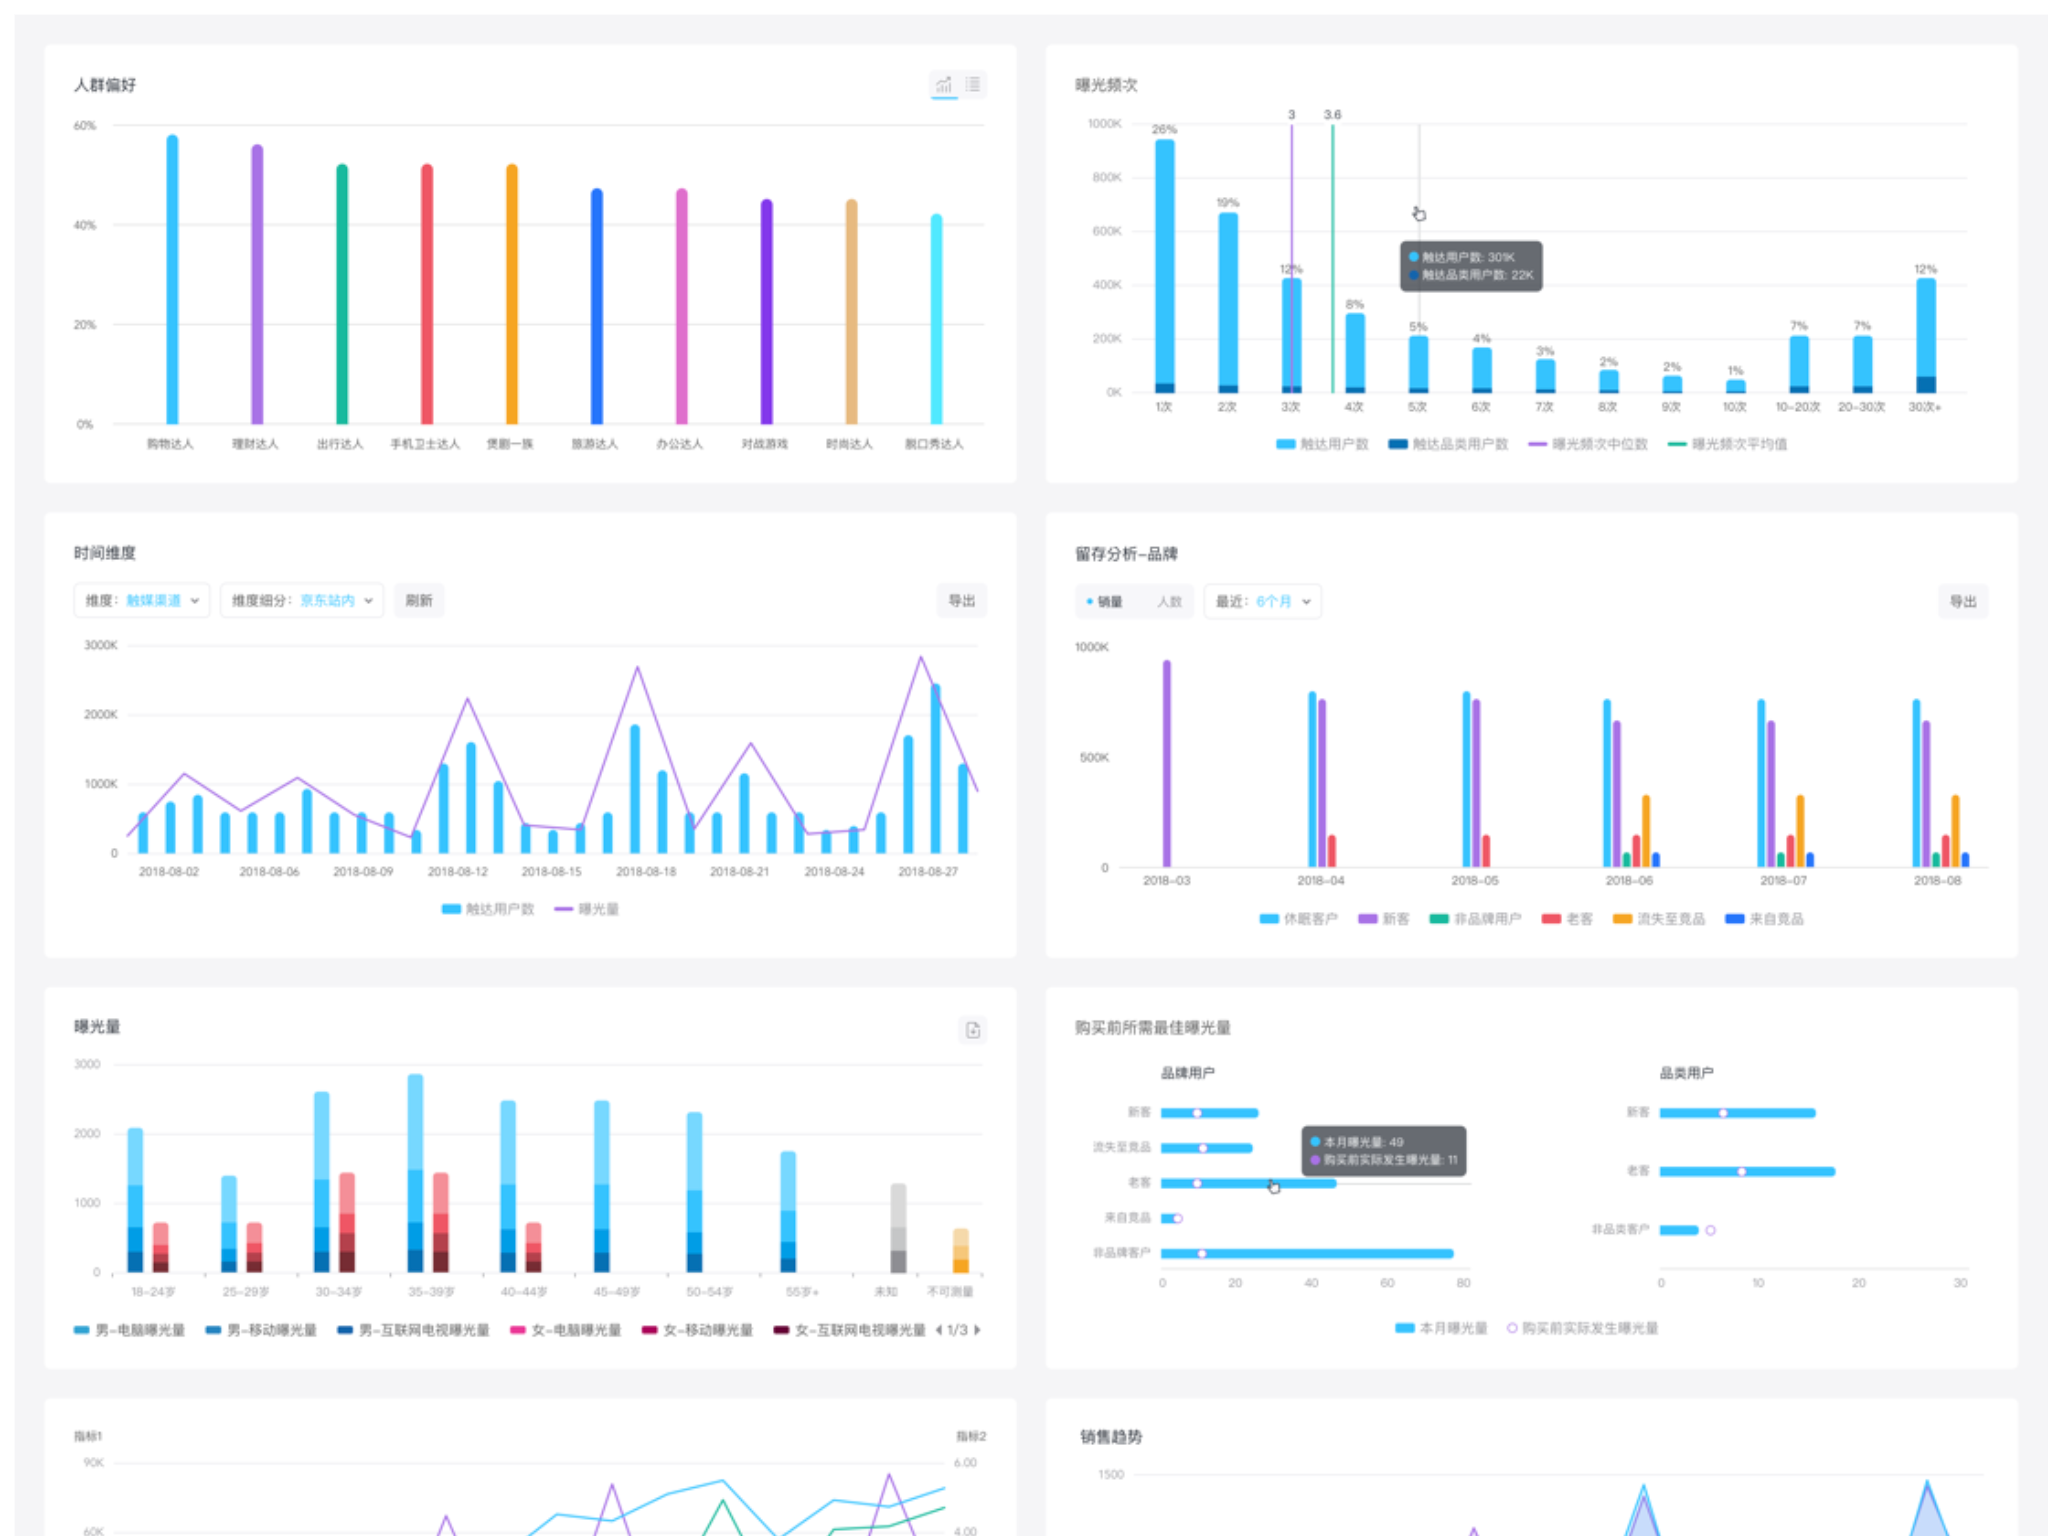 人群偏好
60%
40%
20%
0%
购物达人 理财达人 出行达人 手机卫士达人 煲剧一族 旅游达人 办公达人 对战游戏 时尚达人 脱口秀达人
曝光频次
3 3.6
1000K
800K
600K
400K
200K
0K
26% 19% 12% 8% 5% 4% 3% 2% 2% 1% 7% 7% 12%
触达用户数: 301K
触达品类用户数: 22K
1次 2次 3次 4次 5次 6次 7次 8次 9次 10次 10-20次 20-30次 30次+
触达用户数 触达品类用户数 曝光频次中位数 曝光频次平均值
时间维度
维度: 触媒渠道 维度细分: 京东站内 刷新 导出
3000K
2000K
1000K
0
2018-08-02 2018-08-06 2018-08-09 2018-08-12 2018-08-15 2018-08-18 2018-08-21 2018-08-24 2018-08-27
触达用户数 曝光量
留存分析-品牌
销量 人数 最近: 6个月 导出
1000K
500K
0
2018-03 2018-04 2018-05 2018-06 2018-07 2018-08
休眠客户 新客 非品牌用户 老客 流失至竞品 来自竞品
曝光量
3000
2000
1000
0
18-24岁 25-29岁 30-34岁 35-39岁 40-44岁 45-49岁 50-54岁 55岁+ 未知 不可测量
男-电脑曝光量 男-移动曝光量 男-互联网电视曝光量 女-电脑曝光量 女-移动曝光量 女-互联网电视曝光量 1/3
购买前所需最佳曝光量
品牌用户
新客
流失至竞品
老客
来自竞品
非品牌客户
0 20 40 60 80
本月曝光量: 49
购买前实际发生曝光量: 11
品类用户
新客
老客
非品类客户
0 10 20 30
本月曝光量 购买前实际发生曝光量
指标1 指标2
90K 6.00
60K 4.00
销售趋势
1500